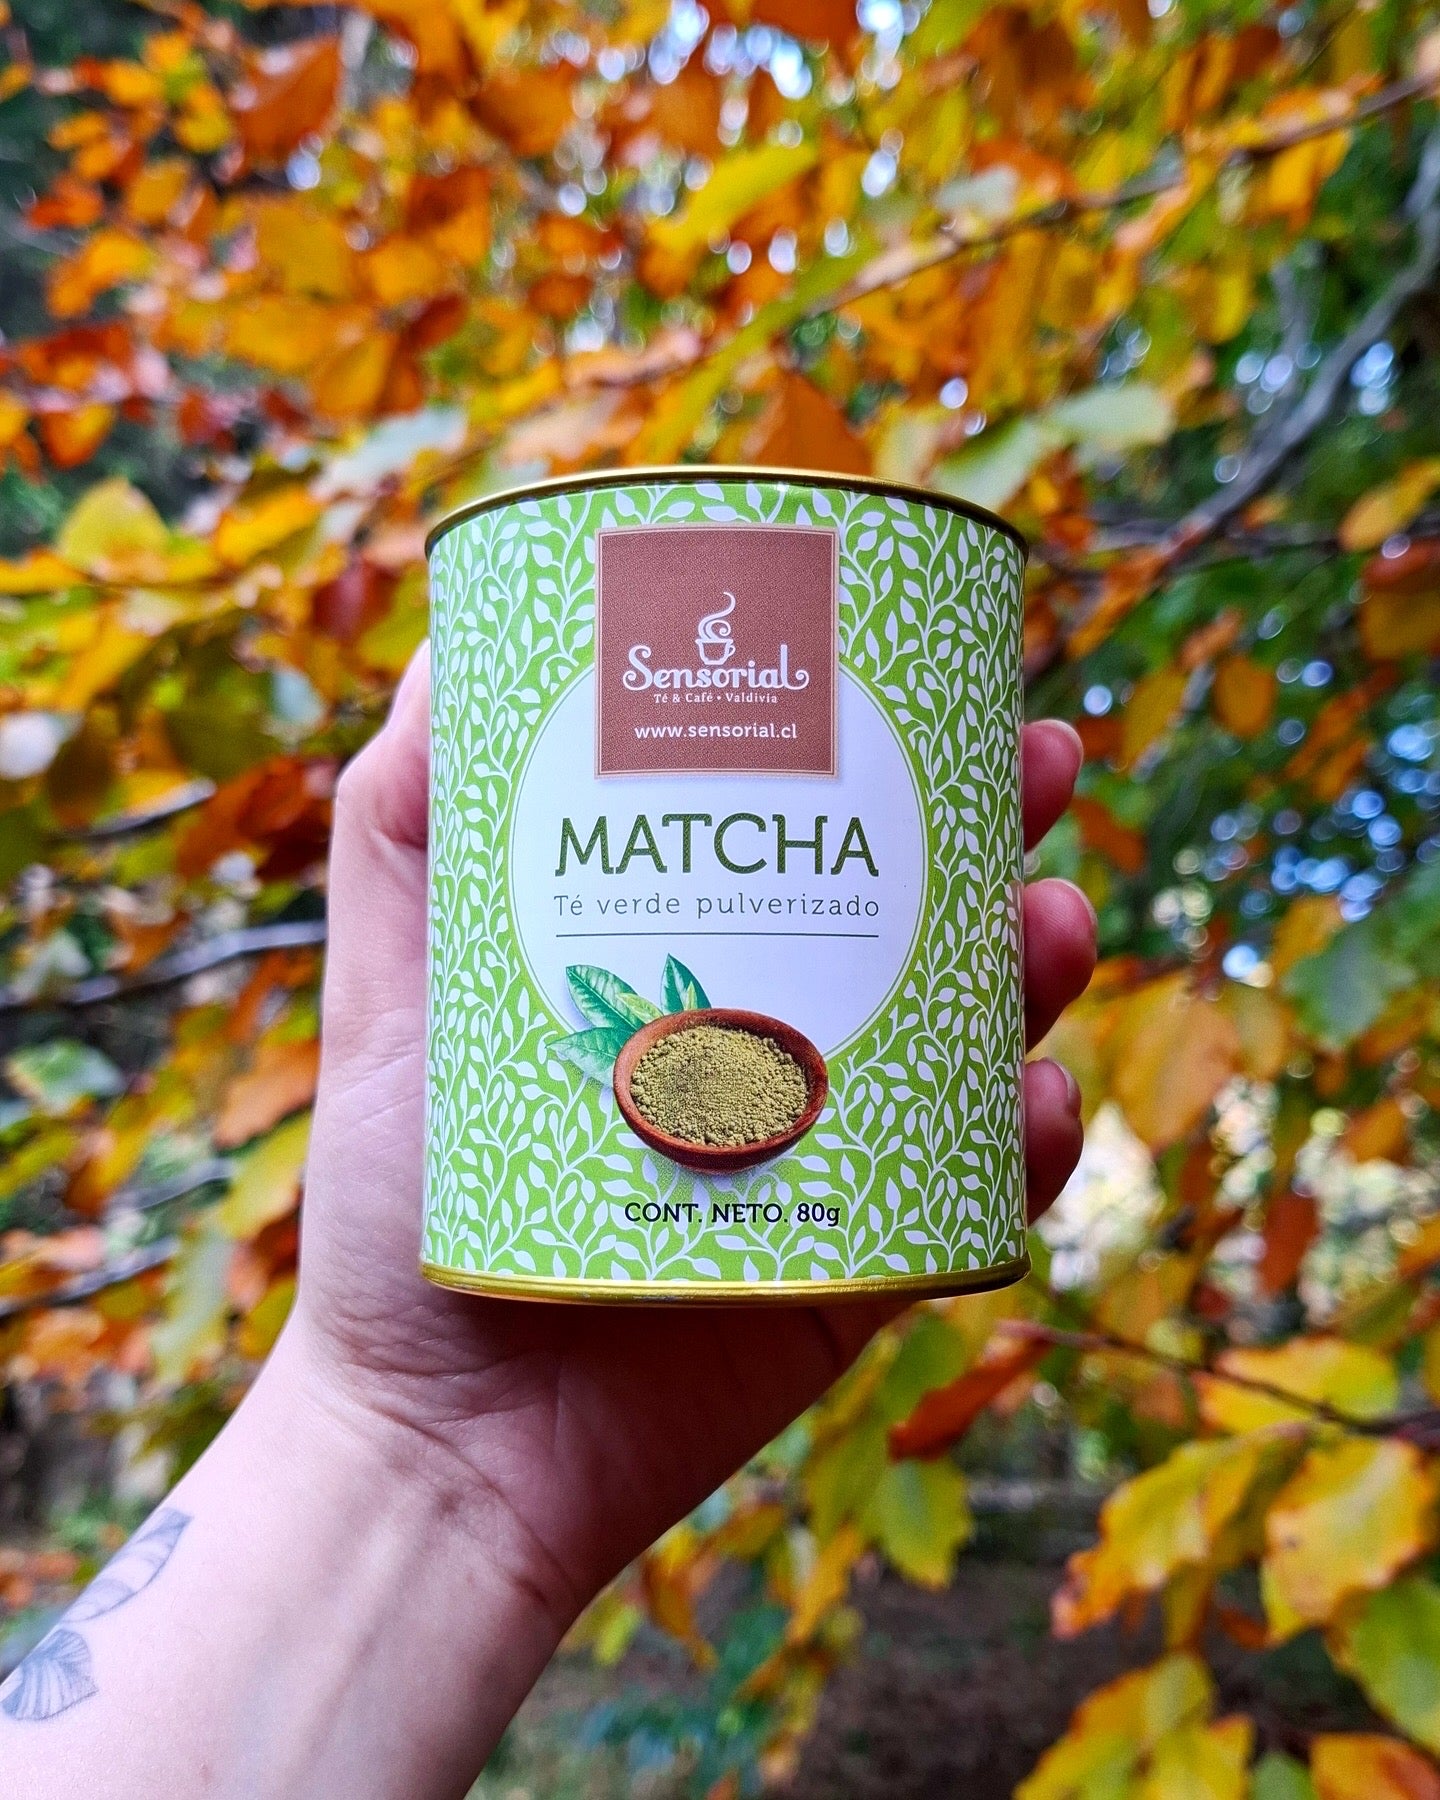 Sensorial
Té & Café • Valdivia
www.sensorial.cl
MATCHA
Té verde pulverizado
CONT. NETO. 80g